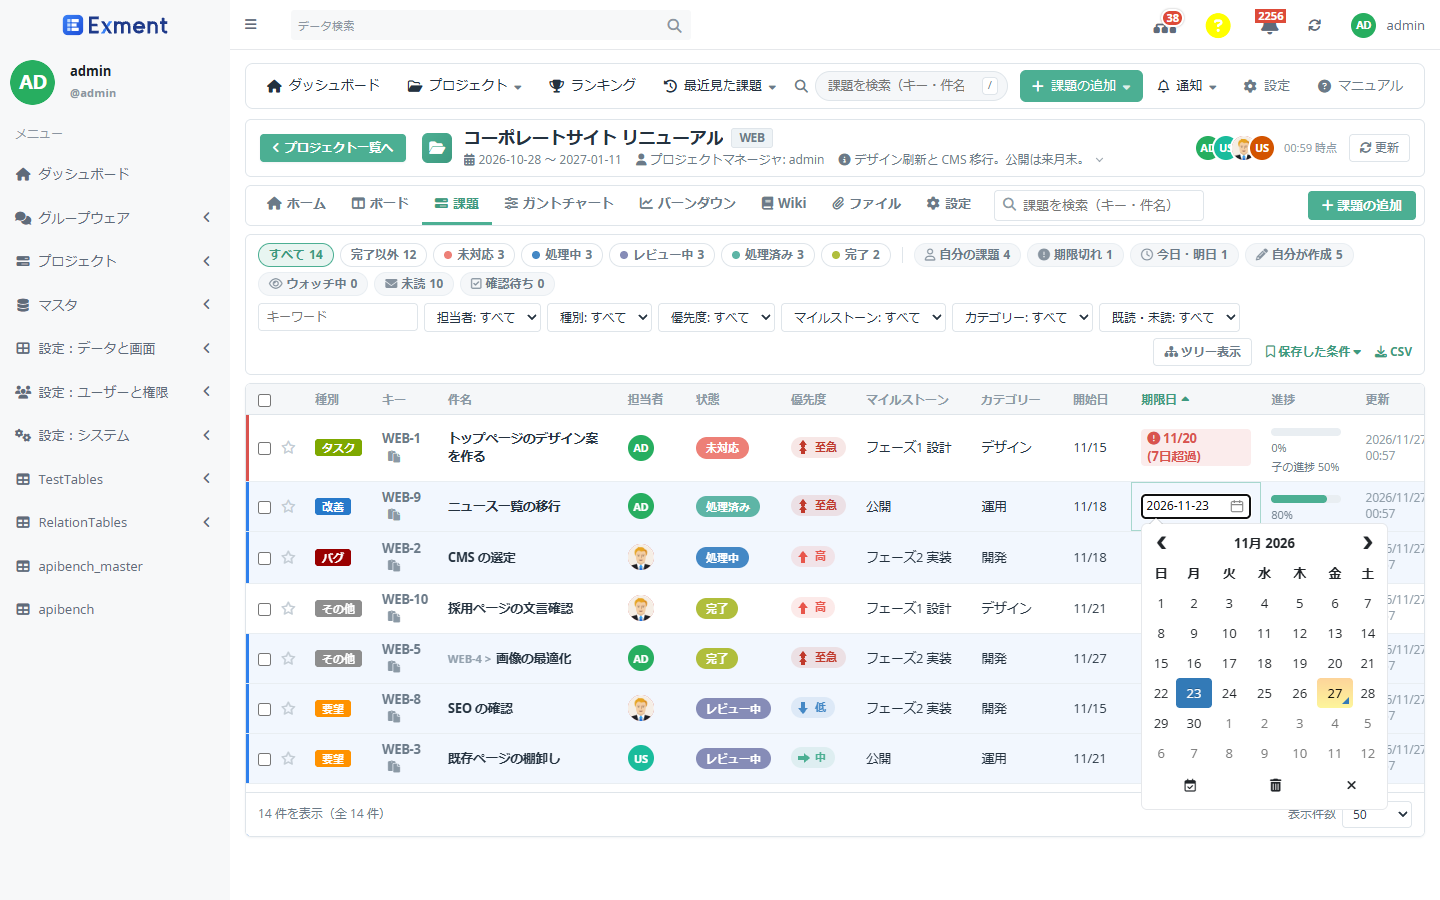 Exment
データ検索
38
?
2256
AD
admin
AD
admin
@admin
メニュー
ダッシュボード
グループウェア
プロジェクト
マスタ
設定：データと画面
設定：ユーザーと権限
設定：システム
TestTables
RelationTables
apibench_master
apibench
ダッシュボード
プロジェクト
ランキング
最近見た課題
課題を検索（キー・件名
/
課題の追加
通知
設定
マニュアル
プロジェクト一覧へ
コーポレートサイト リニューアル
WEB
2026-10-28 ～ 2027-01-11
プロジェクトマネージャ: admin
デザイン刷新と CMS 移行。公開は来月末。
US
00:59 時点
更新
ホーム
ボード
課題
ガントチャート
バーンダウン
Wiki
ファイル
設定
課題を検索（キー・件名）
課題の追加
すべて 14
完了以外 12
未対応 3
処理中 3
レビュー中 3
処理済み 3
完了 2
自分の課題 4
期限切れ 1
今日・明日 1
自分が作成 5
ウォッチ中 0
未読 10
確認待ち 0
キーワード
担当者: すべて
種別: すべて
優先度: すべて
マイルストーン: すべて
カテゴリー: すべて
既読・未読: すべて
ツリー表示
保存した条件
CSV
種別 キー 件名 担当者 状態 優先度 マイルストーン カテゴリー 開始日 期限日 進捗 更新
タスク WEB-1 トップページのデザイン案を作る AD 未対応 至急 フェーズ1 設計 デザイン 11/15 11/20 (7日超過) 0% 子の進捗 50% 2026/11/27 00:57
改善 WEB-9 ニュース一覧の移行 AD 処理済み 至急 公開 運用 11/18 2026-11-23 80% 2026/11/27 00:57
バグ WEB-2 CMS の選定 処理中 高 フェーズ2 実装 開発 11/18
その他 WEB-10 採用ページの文言確認 完了 高 フェーズ1 設計 デザイン 11/21
その他 WEB-5 WEB-4 > 画像の最適化 AD 完了 至急 フェーズ2 実装 開発 11/27
要望 WEB-8 SEO の確認 レビュー中 低 フェーズ2 実装 開発 11/15
要望 WEB-3 既存ページの棚卸し US レビュー中 中 公開 運用 11/21
11月 2026
日 月 火 水 木 金 土
1 2 3 4 5 6 7
8 9 10 11 12 13 14
15 16 17 18 19 20 21
22 23 24 25 26 27 28
29 30 1 2 3 4 5
6 7 8 9 10 11 12
14 件を表示（全 14 件）
表示件数
50